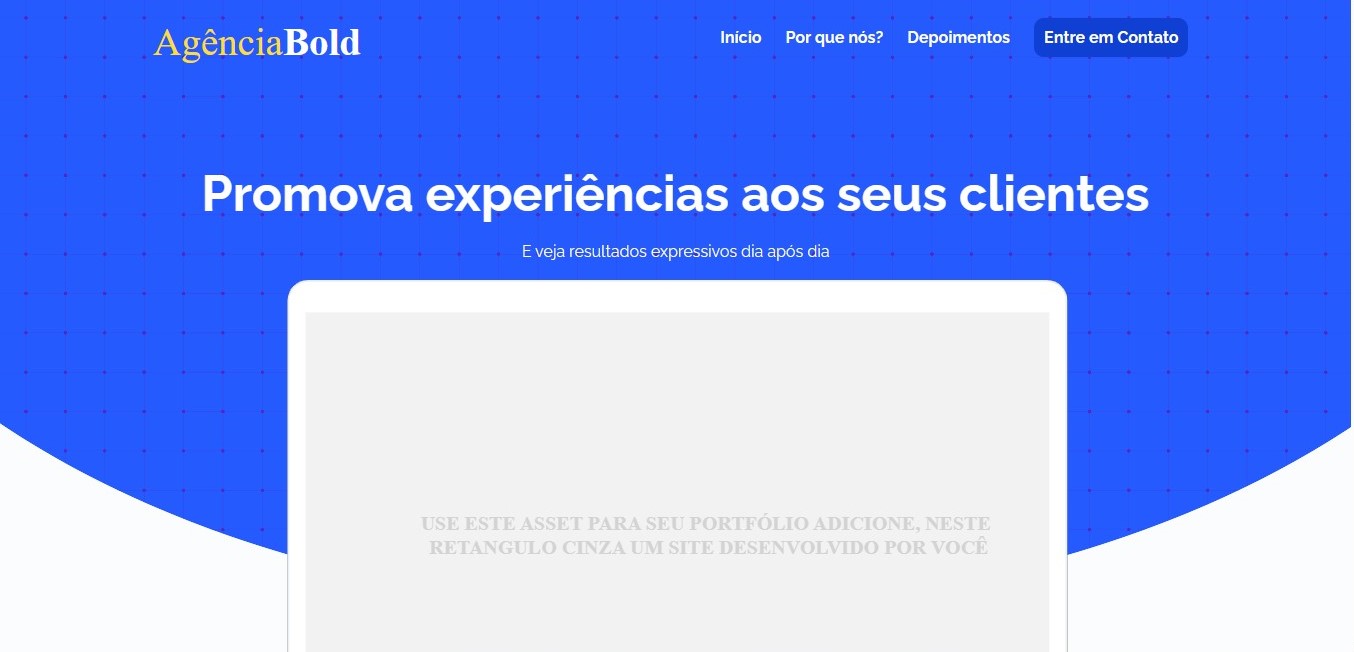 AgênciaBold
Início Por que nós? Depoimentos Entre em Contato
Promova experiências aos seus clientes
E veja resultados expressivos dia após dia
USE ESTE ASSET PARA SEU PORTFÓLIO ADICIONE, NESTE
RETANGULO CINZA UM SITE DESENVOLVIDO POR VOCÊ